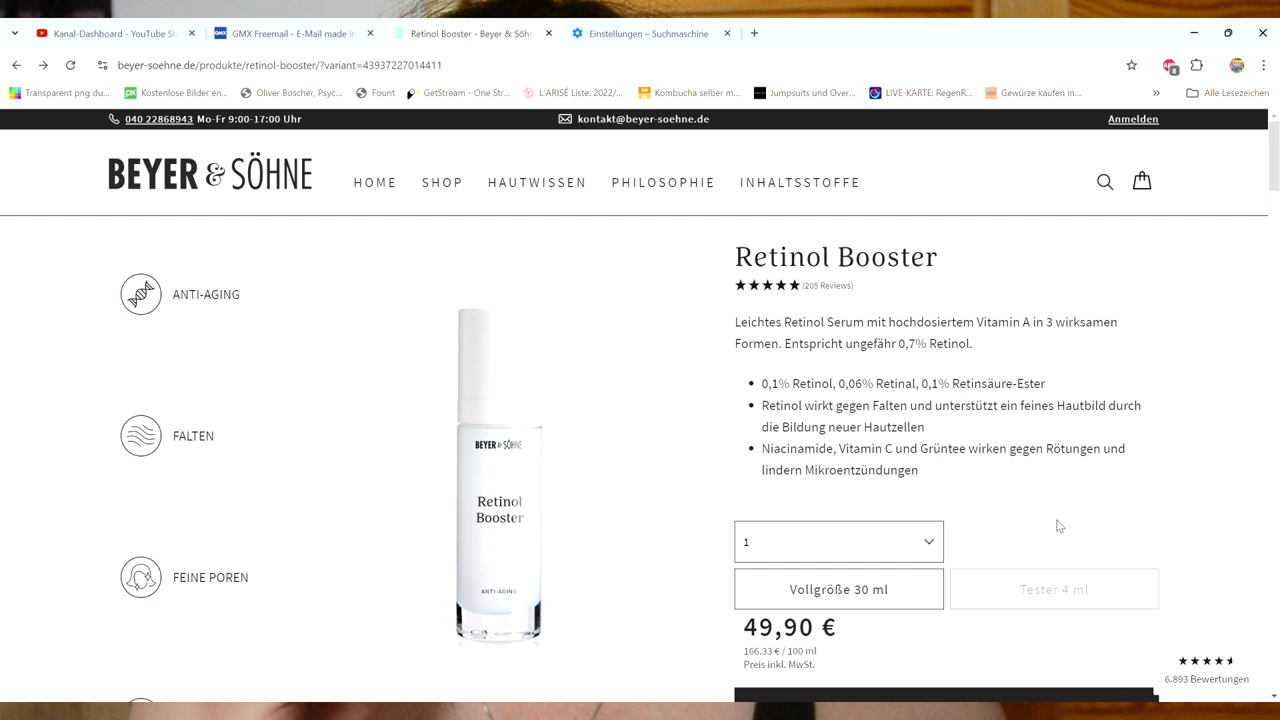 Kanal-Dashboard - YouTube St
GMX Freemail - E-Mail made in
Retinol Booster - Beyer & Söhn
Einstellungen – Suchmaschine
beyer-soehne.de/produkte/retinol-booster/?variant=43937227014411
Transparent png du...
Kostenlose Bilder en...
Oliver Boscher, Psyc...
Fount
GetStream - One Str...
L'ARISÉ Liste: 2022/...
Kombucha selber m...
Jumpsuits und Over...
LIVE-KARTE: RegenR...
Gewürze kaufen in...
Alle Lesezeichen
040 22868943 Mo-Fr 9:00-17:00 Uhr
kontakt@beyer-soehne.de
Anmelden
BEYER & SÖHNE
HOME SHOP HAUTWISSEN PHILOSOPHIE INHALTSSTOFFE
ANTI-AGING
FALTEN
FEINE POREN
BEYER & SÖHNE
Retinol
Booster
ANTI-AGING
Retinol Booster
(205 Reviews)
Leichtes Retinol Serum mit hochdosiertem Vitamin A in 3 wirksamen
Formen. Entspricht ungefähr 0,7% Retinol.
0,1% Retinol, 0,06% Retinal, 0,1% Retinsäure-Ester
Retinol wirkt gegen Falten und unterstützt ein feines Hautbild durch
die Bildung neuer Hautzellen
Niacinamide, Vitamin C und Grüntee wirken gegen Rötungen und
lindern Mikroentzündungen
1
Vollgröße 30 ml
Tester 4 ml
49,90 €
166.33 € / 100 ml
Preis inkl. MwSt.
6.893 Bewertungen